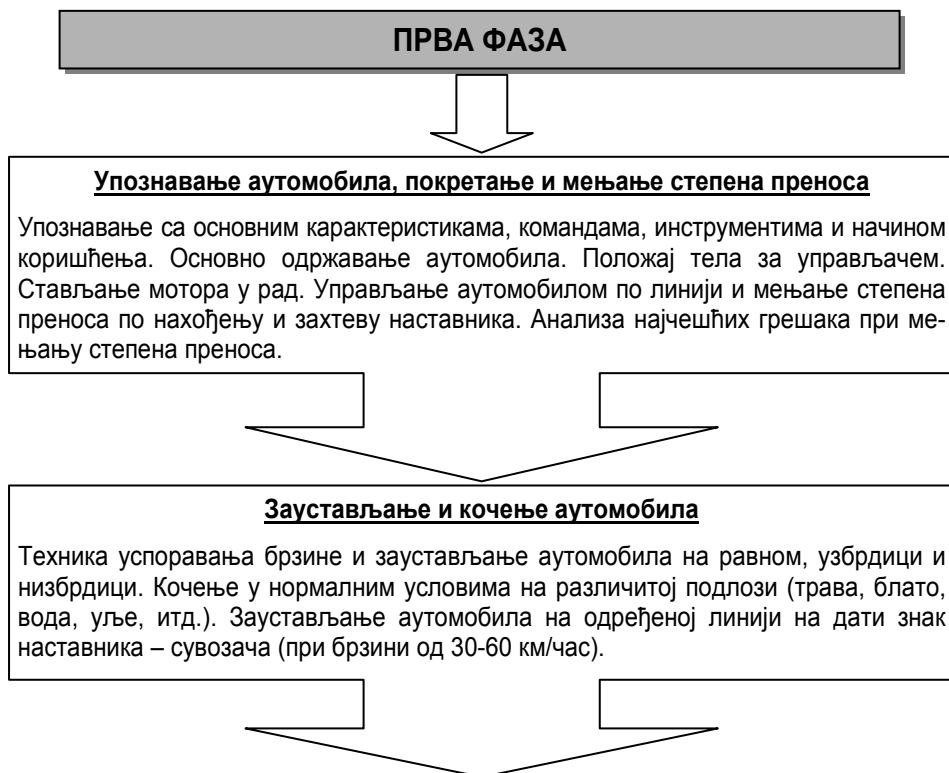 ПРВА ФАЗА
Упознавање аутомобила, покретање и мењање степена преноса
Упознавање са основним карактеристикама, командама, инструментима и начином
коришћења. Основно одржавање аутомобила. Положај тела за управљачем.
Стављање мотора у рад. Управљање аутомобилом по линији и мењање степена
преноса по нахођењу и захтеву наставника. Анализа најчешћих грешака при ме-
њању степена преноса.
Заустављање и кочење аутомобила
Техника успоравања брзине и заустављање аутомобила на равном, узбрдици и
низбрдици. Кочење у нормалним условима на различитој подлози (трава, блато,
вода, уље, итд.). Заустављање аутомобила на одређеној линији на дати знак
наставника – сувозача (при брзини од 30-60 км/час).